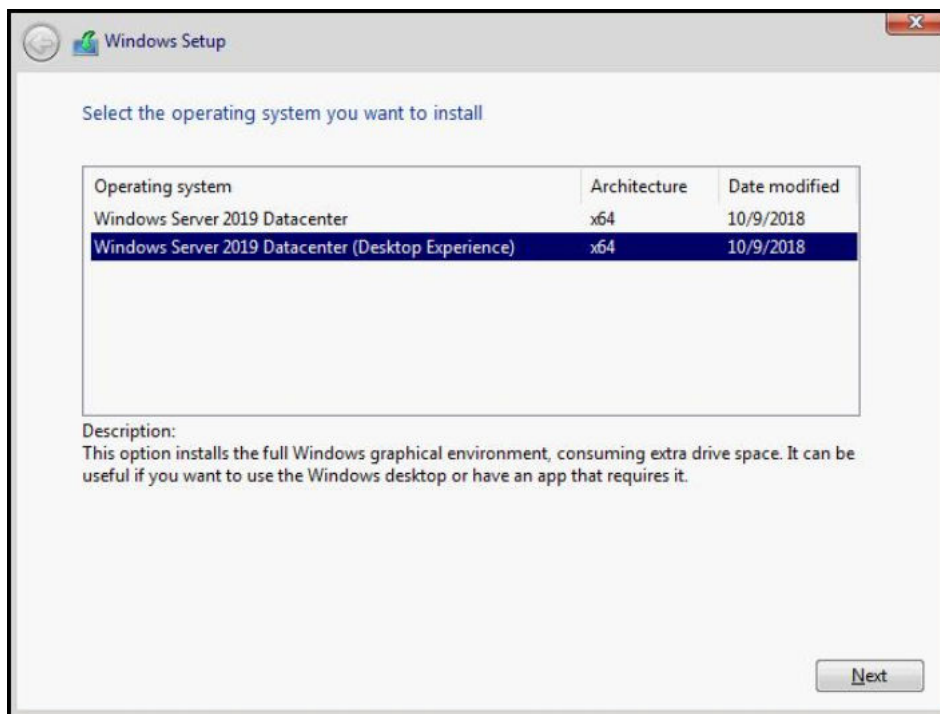 Windows Setup
Select the operating system you want to install
Operating system Architecture Date modified
Windows Server 2019 Datacenter x64 10/9/2018
Windows Server 2019 Datacenter (Desktop Experience) x64 10/9/2018
Description:
This option installs the full Windows graphical environment, consuming extra drive space. It can be
useful if you want to use the Windows desktop or have an app that requires it.
Next